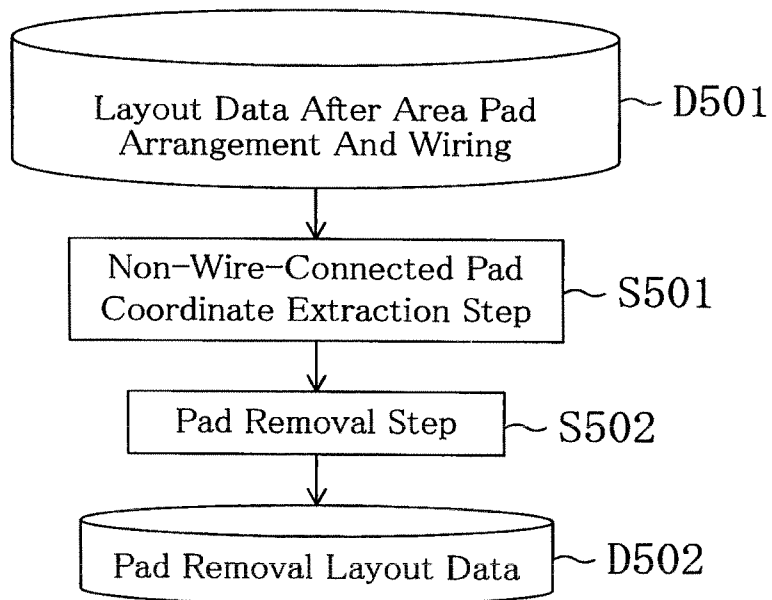 Layout Data After Area Pad
Arrangement And Wiring
D501
Non-Wire-Connected Pad
Coordinate Extraction Step
S501
Pad Removal Step
S502
Pad Removal Layout Data
D502